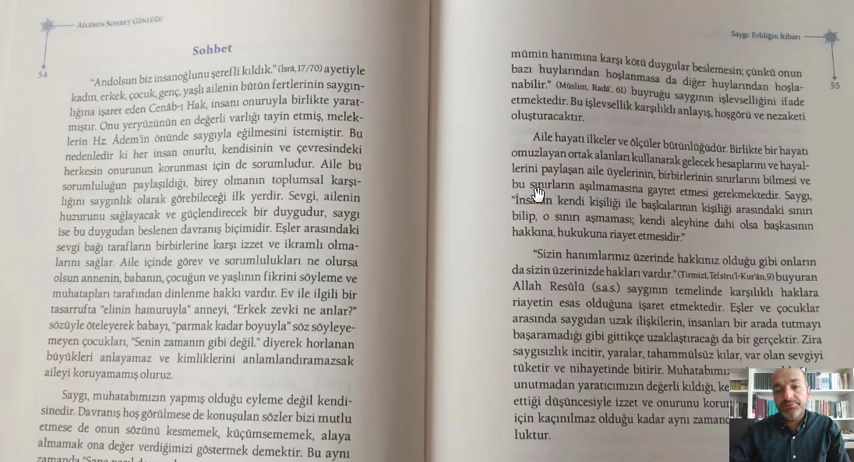 AİLEMİN SOHBET GÜNLÜĞÜ
54
Sohbet
"Andolsun biz insanoğlunu şerefli kıldık." (İsrâ, 17/70) ayetiyle
kadın, erkek, çocuk, genç, yaşlı ailenin bütün fertlerinin saygın-
lığına işaret eden Cenâb-ı Hak, insanı onuruyla birlikte yarat-
mıştır. Onu yeryüzünün en değerli varlığı tayin etmiş, melek-
lerin Hz. Âdem'in önünde saygıyla eğilmesini istemiştir. Bu
nedenledir ki her insan onurlu, kendisinin ve çevresindeki
herkesin onurunun korunması için de sorumludur. Aile bu
sorumluluğun paylaşıldığı, birey olmanın toplumsal karşı-
lığını saygınlık olarak görebileceği ilk yerdir. Sevgi, ailenin
huzurunu sağlayacak ve güçlendirecek bir duygudur, saygı
ise bu duygudan beslenen davranış biçimidir. Eşler arasındaki
sevgi bağı tarafların birbirlerine karşı izzet ve ikramlı olma-
larını sağlar. Aile içinde görev ve sorumlulukları ne olursa
olsun annenin, babanın, çocuğun ve yaşlının fikrini söyleme ve
muhatapları tarafından dinlenme hakkı vardır. Ev ile ilgili bir
tasarrufta "elinin hamuruyla" anneyi, "Erkek zevki ne anlar?"
sözüyle öteleyerek babayı, "parmak kadar boyuyla" söz söyleye-
meyen çocukları, "Senin zamanın gibi değil." diyerek horlanan
büyükleri anlayamaz ve kimliklerini anlamlandıramazsak
aileyi koruyamamış oluruz.
Saygı, muhatabımızın yapmış olduğu eyleme değil kendi-
sinedir. Davranış hoş görülmese de konuşulan sözler bizi mutlu
etmese de onun sözünü kesmemek, küçümsememek, alaya
almamak ona değer verdiğimizi göstermek demektir. Bu aynı
zamanda
Saygı: Evliliğin İtibarı
55
mümin hanımına karşı kötü duygular beslemesin; çünkü onun
bazı huylarından hoşlanmasa da diğer huylarından hoşla-
nabilir." (Müslim, Radâ', 61) buyruğu saygının işlevselliğini ifade
etmektedir. Bu işlevsellik karşılıklı anlayış, hoşgörü ve nezaketi
oluşturacaktır.
Aile hayatı ilkeler ve ölçüler bütünlüğüdür. Birlikte bir hayatı
omuzlayan ortak alanları kullanarak gelecek hesaplarını ve hayal-
lerini paylaşan aile üyelerinin, birbirlerinin sınırlarını bilmesi ve
bu sınırların aşılmamasına gayret etmesi gerekmektedir. Saygı,
"İnsanın kendi kişiliği ile başkalarının kişiliği arasındaki sınırı
bilip, o sınırı aşmaması; kendi aleyhine dahi olsa başkasının
hakkına, hukukuna riayet etmesidir."
"Sizin hanımlarınız üzerinde hakkınız olduğu gibi onların
da sizin üzerinizde hakları vardır." (Tirmizî, Tefsîru'l-Kur'ân, 9) buyuran
Allah Resûlü (s.a.s.) saygının temelinde karşılıklı haklara
riayetin esas olduğuna işaret etmektedir. Eşler ve çocuklar
arasında saygıdan uzak ilişkilerin, insanları bir arada tutmayı
başaramadığı gibi gittikçe uzaklaştıracağı da bir gerçektir. Zira
saygısızlık incitir, yaralar, tahammülsüz kılar, var olan sevgiyi
tüketir ve nihayetinde bitirir.
unutmadan yaratıcımızın değerli kıldığı,
ettiği düşüncesiyle izzet ve onurunu
için kaçınılmaz olduğu kadar aynı
luktur.